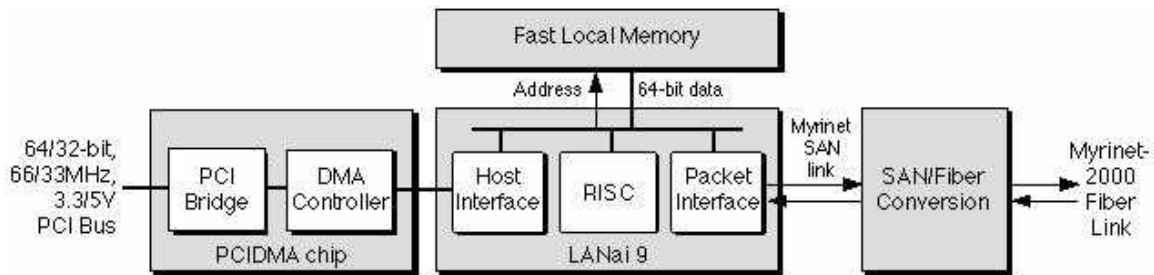 Fast Local Memory
Address
64-bit data
64/32-bit,
66/33MHz,
3.3/5V
PCI Bus
PCI
Bridge
DMA
Controller
PCIDMA chip
Host
Interface
RISC
Packet
Interface
LANai 9
Myrinet
SAN
link
SAN/Fiber
Conversion
Myrinet-
2000
Fiber
Link